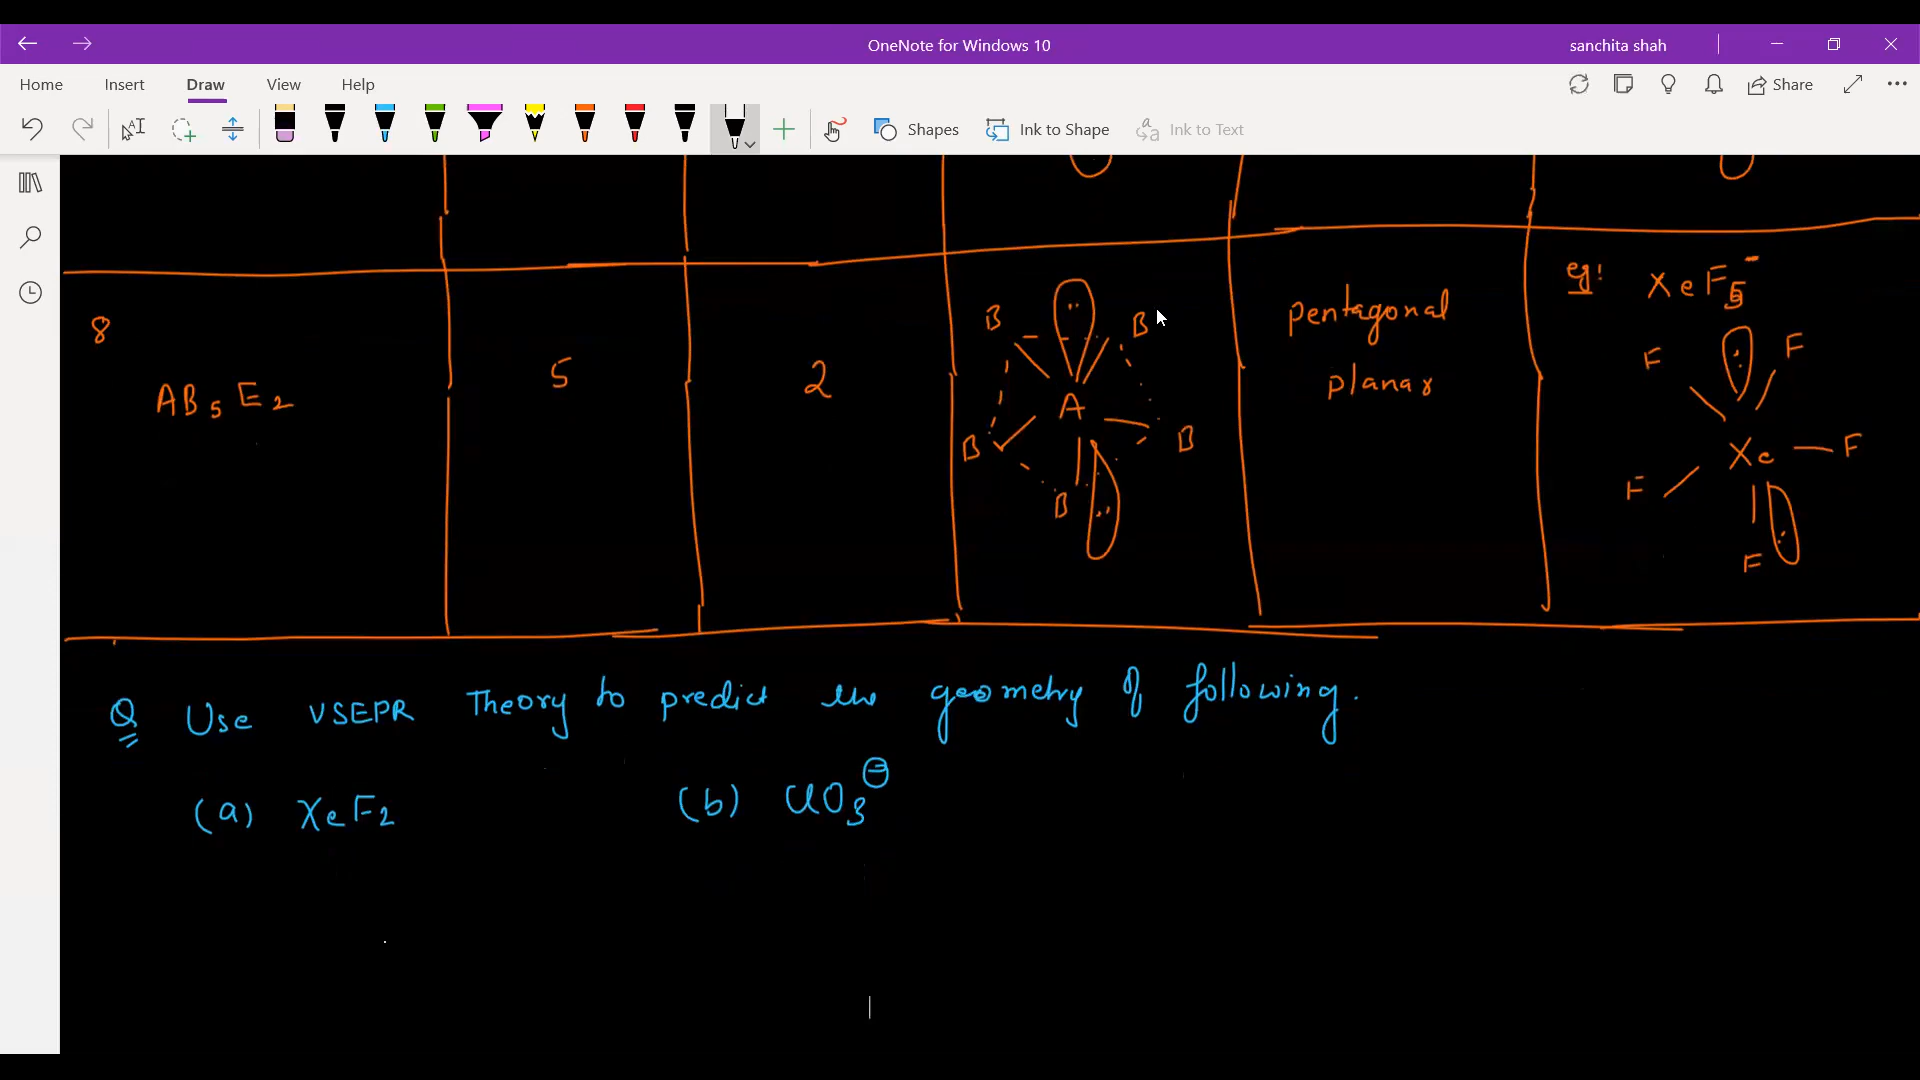 OneNote for Windows 10
sanchita shah
Home Insert Draw View Help
Share
Shapes Ink to Shape Ink to Text
8
AB5E2
5
2
B B
A
B B
B
pentagonal
planar
eg: XeF5-
F F
Xe F
F
F
Q Use VSEPR Theory to predict the geometry of following.
(a) XeF2 (b) ClO3⊖